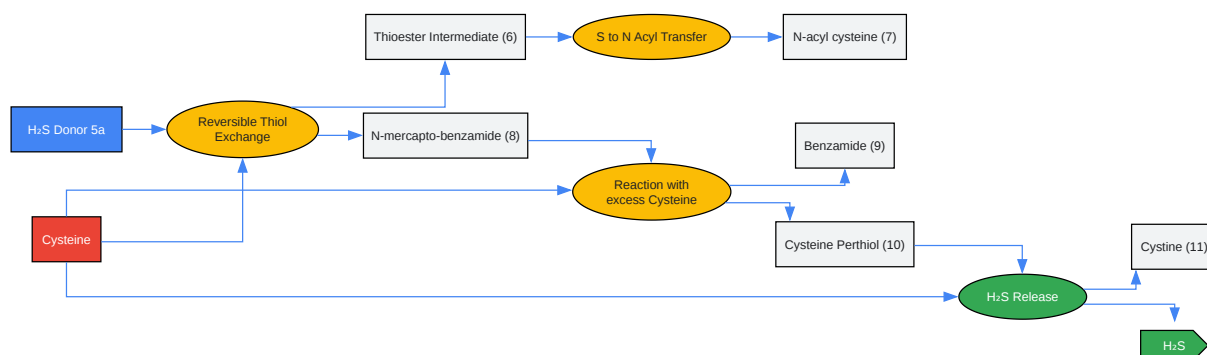 Thioester Intermediate (6)
S to N Acyl Transfer
N-acyl cysteine (7)
H₂S Donor 5a
Reversible Thiol
Exchange
N-mercapto-benzamide (8)
Benzamide (9)
Reaction with
excess Cysteine
Cysteine
Cysteine Perthiol (10)
Cystine (11)
H₂S Release
H₂S